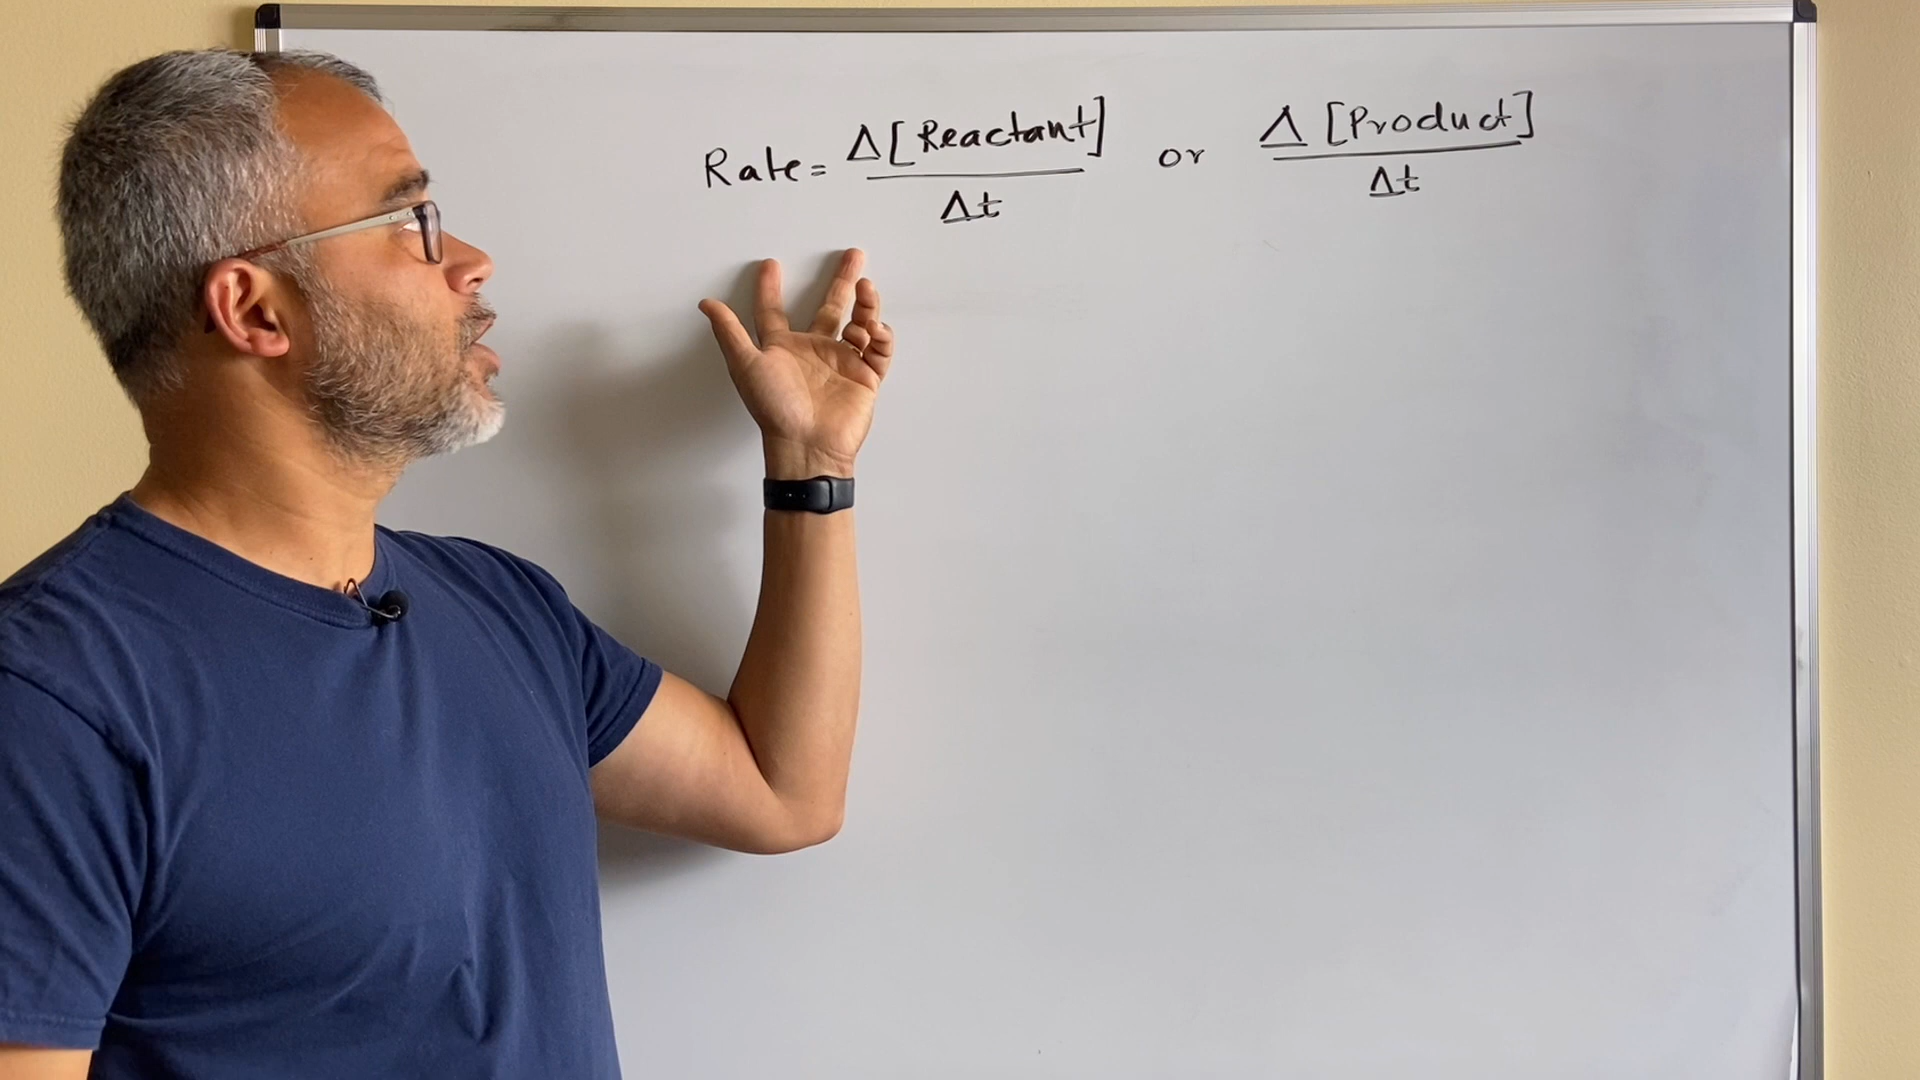 Rate = Δ[Reactant] / Δt or Δ[Product] / Δt